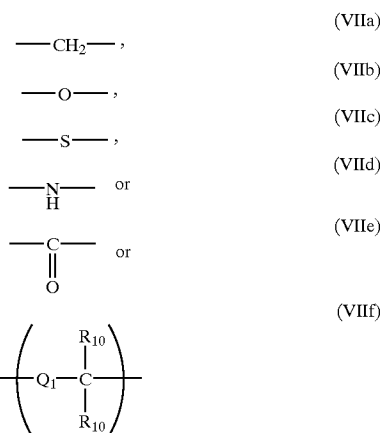 (VIIa)
—CH₂— ,
(VIIb)
—O— ,
(VIIc)
—S— ,
(VIId)
—N— or
H
(VIIe)
—C— or
O
(VIIf)
R₁₀
—(Q₁—C)—
R₁₀